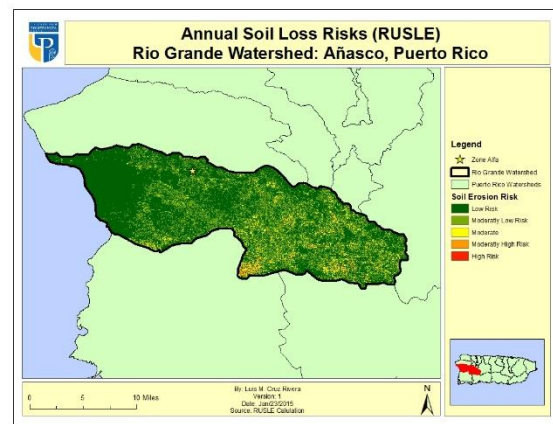 Annual Soil Loss Risks (RUSLE)
Rio Grande Watershed: Añasco, Puerto Rico
Legend
Zone Alfa
Rio Grande Watershed
Puerto Rico Watersheds
Soil Erosion Risk
Low Risk
Moderatly Low Risk
Moderate
Moderatly High Risk
High Risk
0 5 10 Miles
By: Luis M. Cruz Rivera
Version: 1
Date: Jan/23/2015
Source: RUSLE Calulation
N